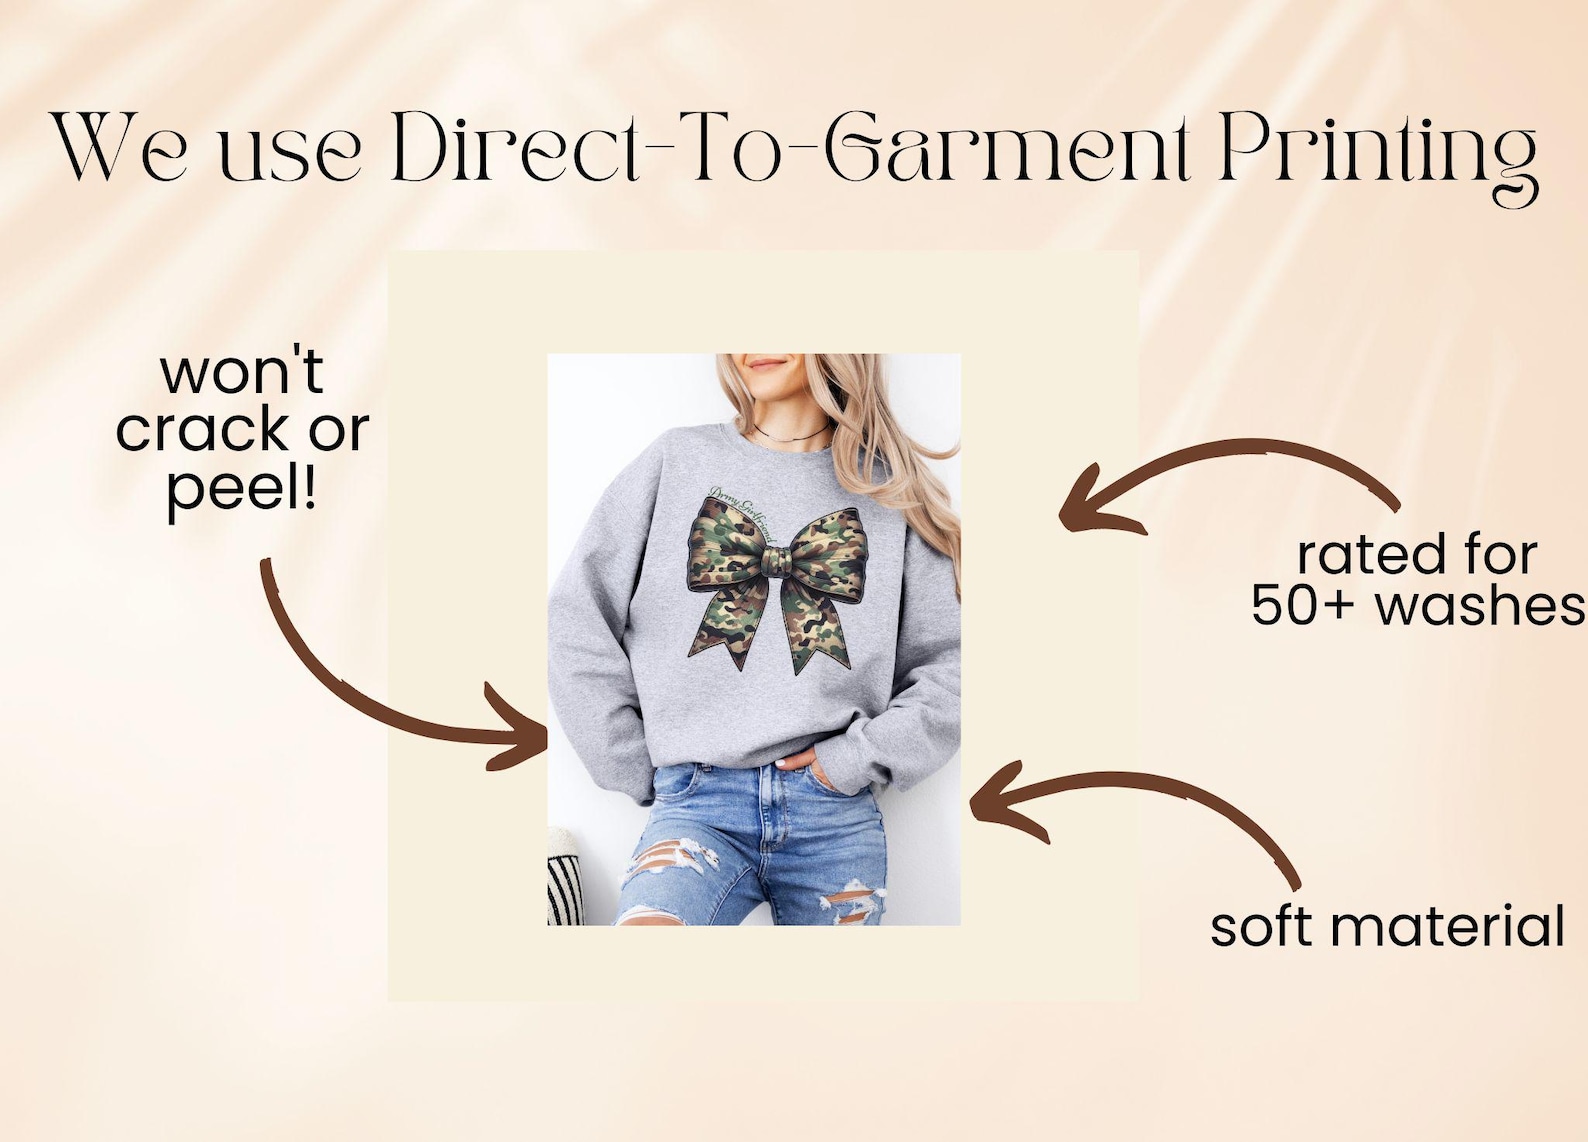 We use Direct-To-Garment Printing
won't
crack or
peel!
Army Girlfriend
rated for
50+ washes
soft material